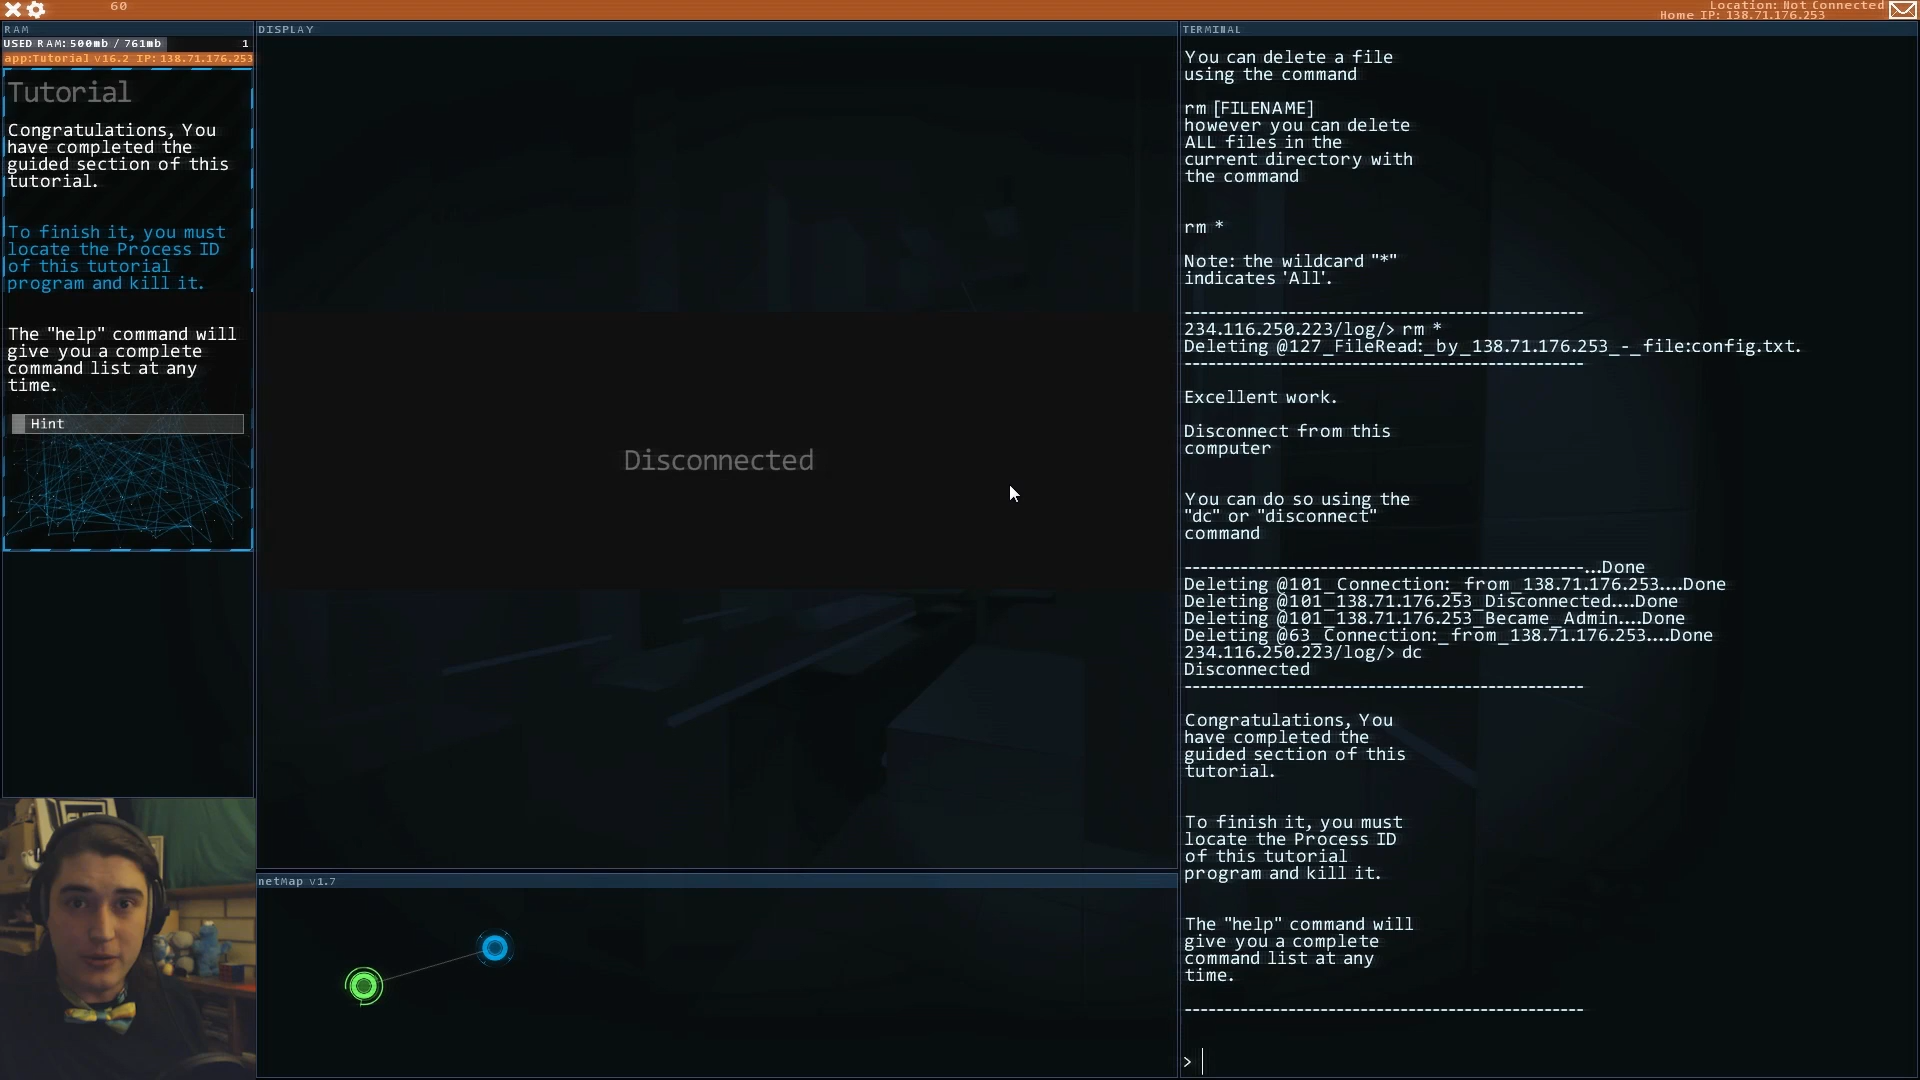 60
Location: Not Connected
Home IP: 138.71.176.253
RAM
USED RAM: 500mb / 761mb 1
app:Tutorial v16.2 IP: 138.71.176.253
Tutorial
Congratulations, You
have completed the
guided section of this
tutorial.
To finish it, you must
locate the Process ID
of this tutorial
program and kill it.
The "help" command will
give you a complete
command list at any
time.
Hint
DISPLAY
Disconnected
netMap v1.7
TERMINAL
You can delete a file
using the command
rm [FILENAME]
however you can delete
ALL files in the
current directory with
the command
rm *
Note: the wildcard "*"
indicates 'All'.
--------------------------------------------------
234.116.250.223/log/> rm *
Deleting @127_FileRead:_by_138.71.176.253_-_file:config.txt.
--------------------------------------------------
Excellent work.
Disconnect from this
computer
You can do so using the
"dc" or "disconnect"
command
--------------------------------------------------...Done
Deleting @101_Connection:_from_138.71.176.253....Done
Deleting @101_138.71.176.253_Disconnected....Done
Deleting @101_138.71.176.253_Became_Admin....Done
Deleting @63_Connection:_from_138.71.176.253....Done
234.116.250.223/log/> dc
Disconnected
--------------------------------------------------
Congratulations, You
have completed the
guided section of this
tutorial.
To finish it, you must
locate the Process ID
of this tutorial
program and kill it.
The "help" command will
give you a complete
command list at any
time.
--------------------------------------------------
>